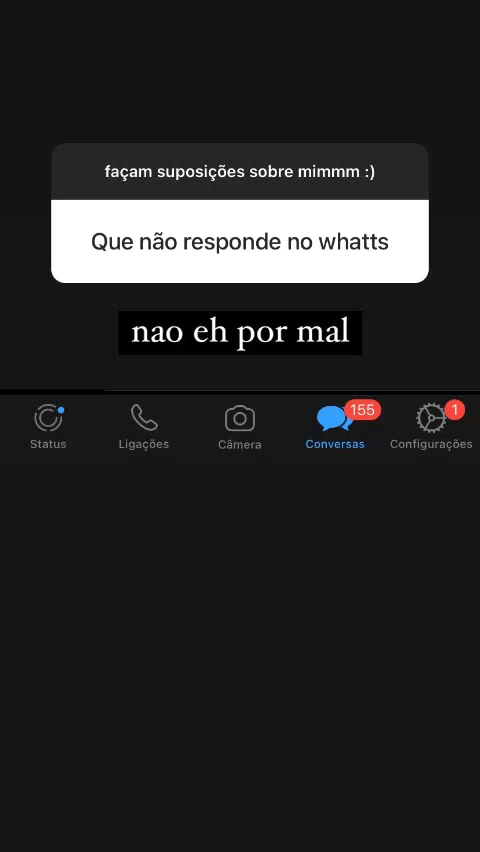 façam suposições sobre mimmm :)
Que não responde no whatts
nao eh por mal
155
1
Status
Ligações
Câmera
Conversas
Configurações